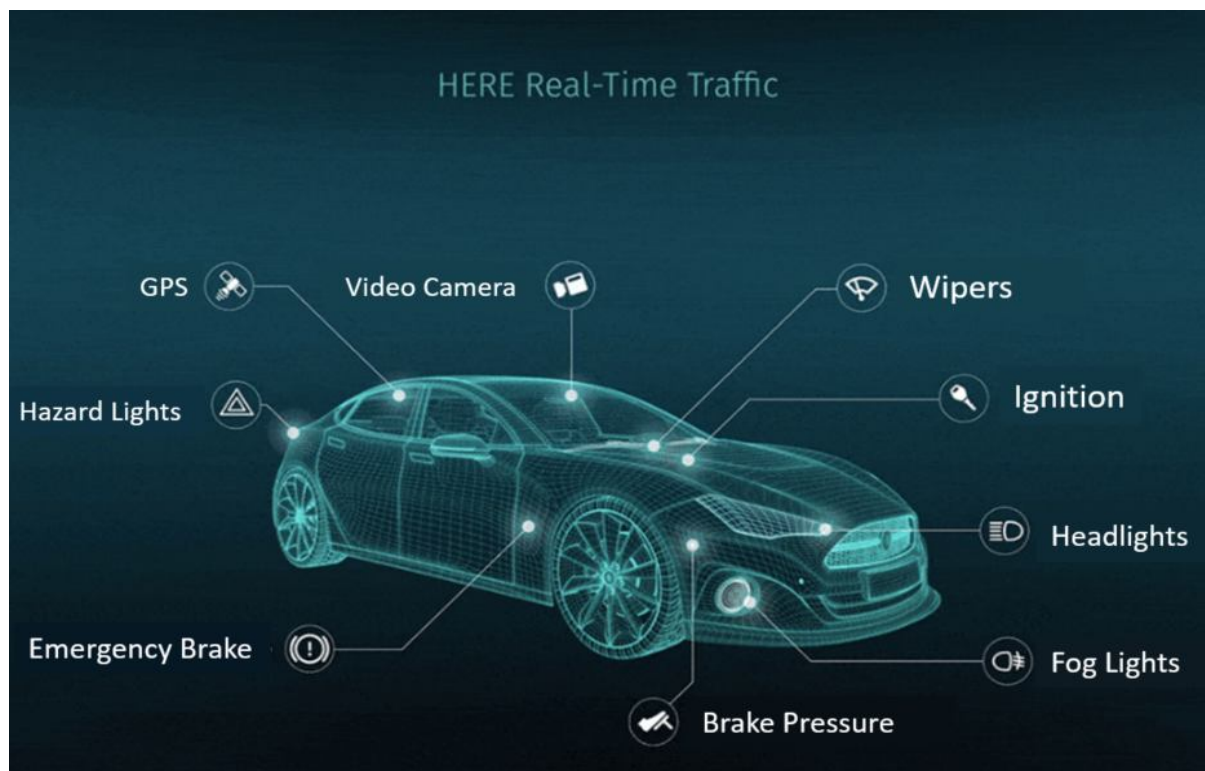 HERE Real-Time Traffic
GPS
Video Camera
Wipers
Hazard Lights
Ignition
Headlights
Emergency Brake
Fog Lights
Brake Pressure